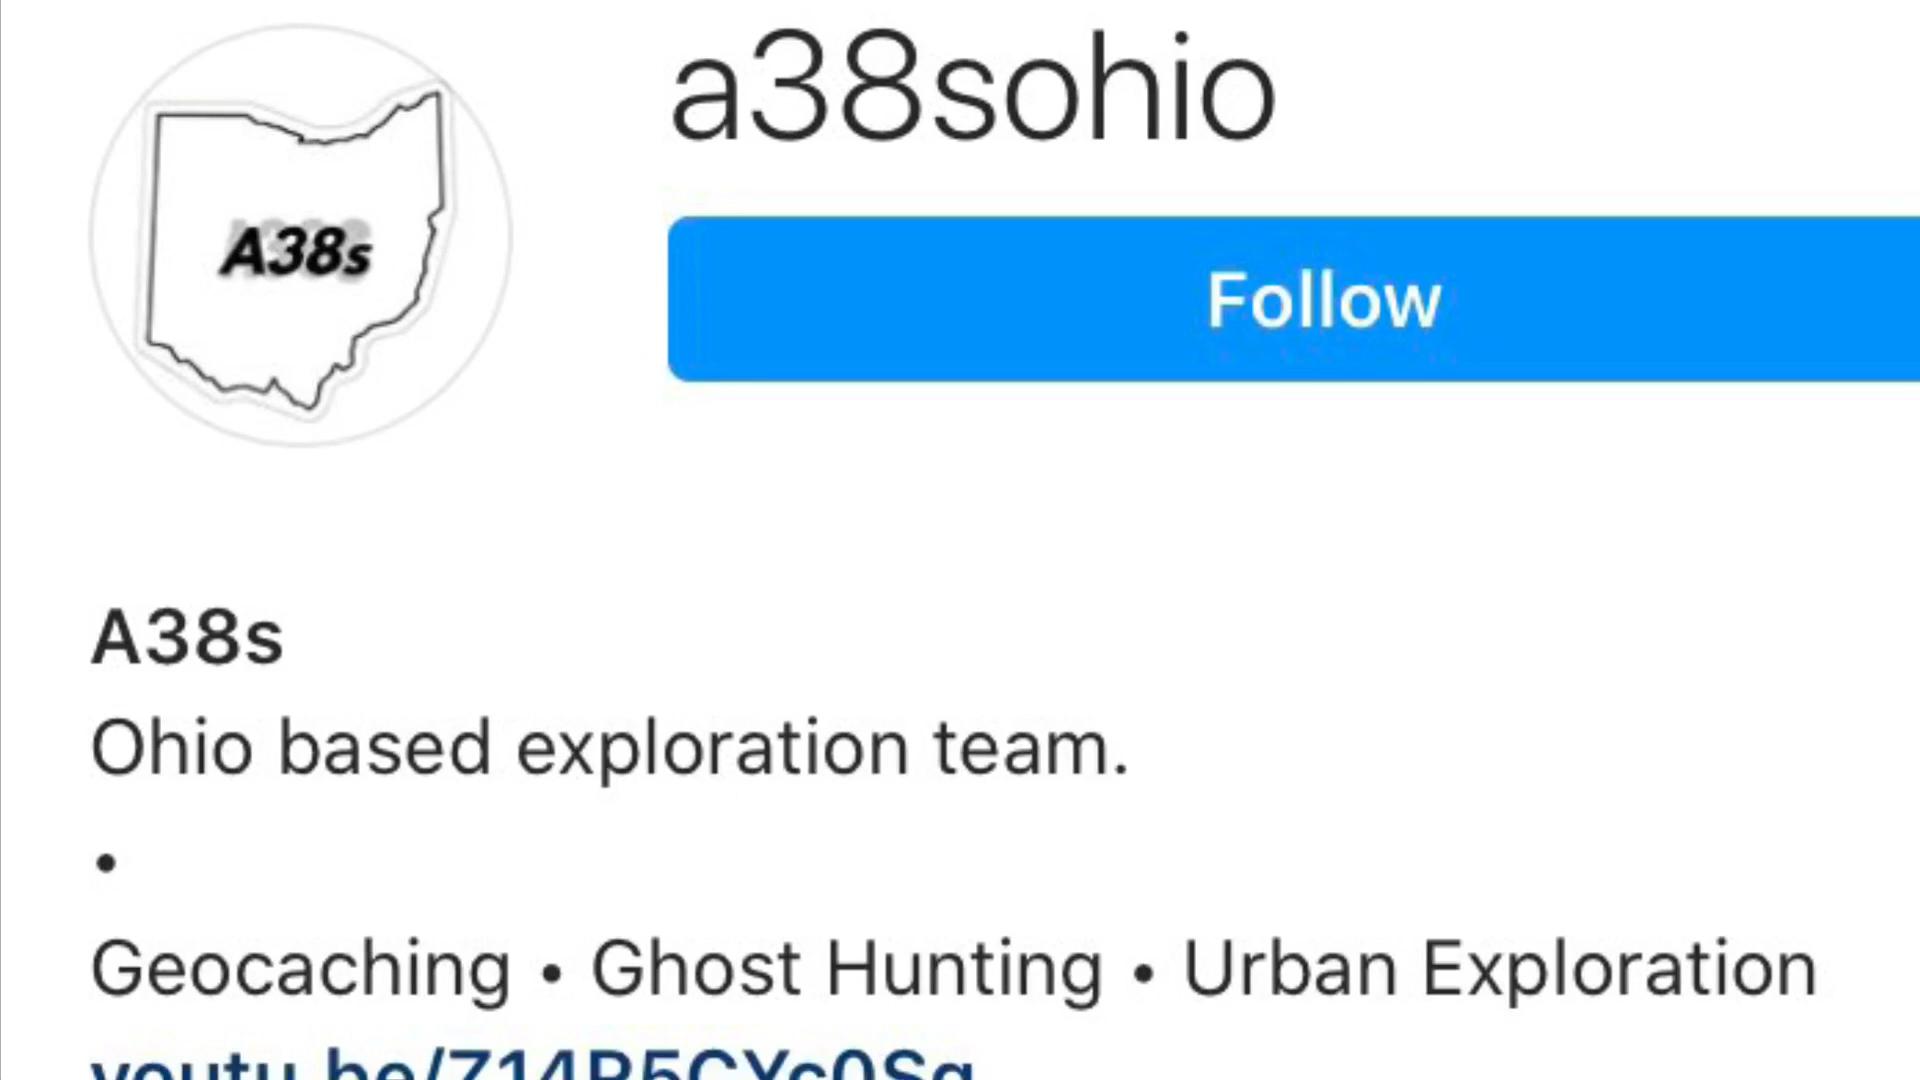 a38sohio
A38s
Follow
A38s
Ohio based exploration team.
•
Geocaching • Ghost Hunting • Urban Exploration